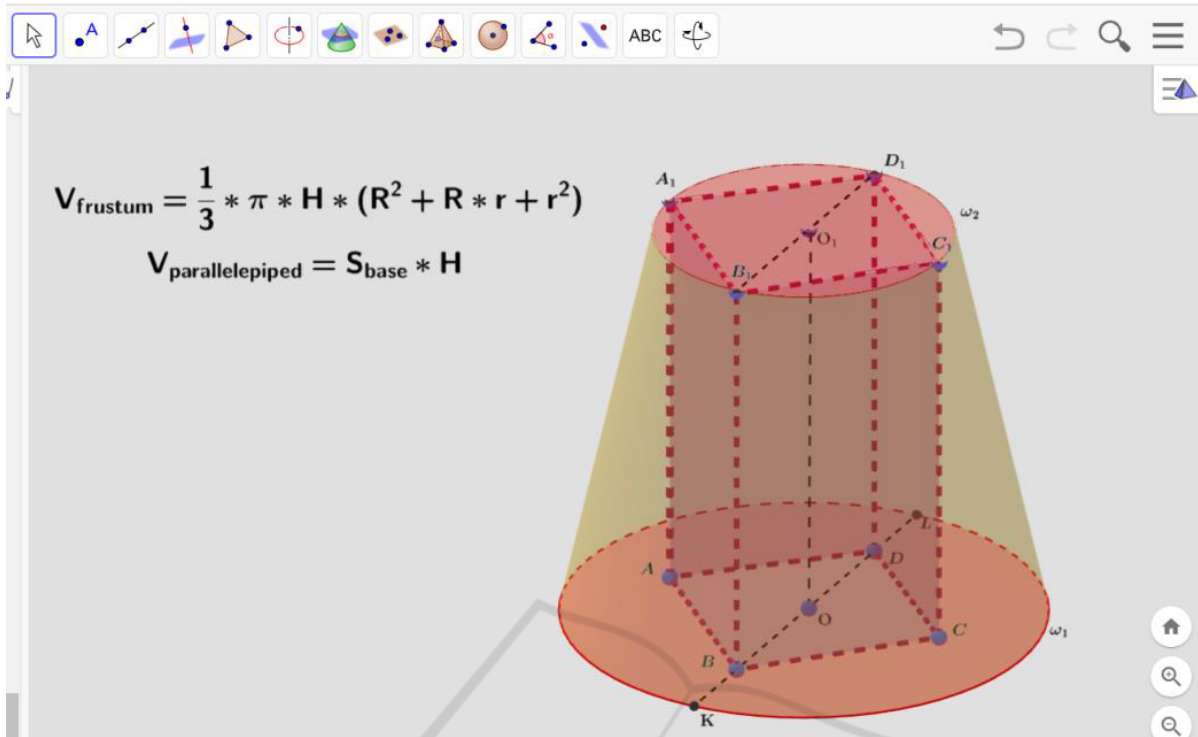 A
α
ABC
V_frustum = 1/3 * π * H * (R² + R * r + r²)
V_parallelepiped = S_base * H
D₁
A₁
ω₂
O₁
C₁
B₁
L
A
D
O
C
ω₁
B
K